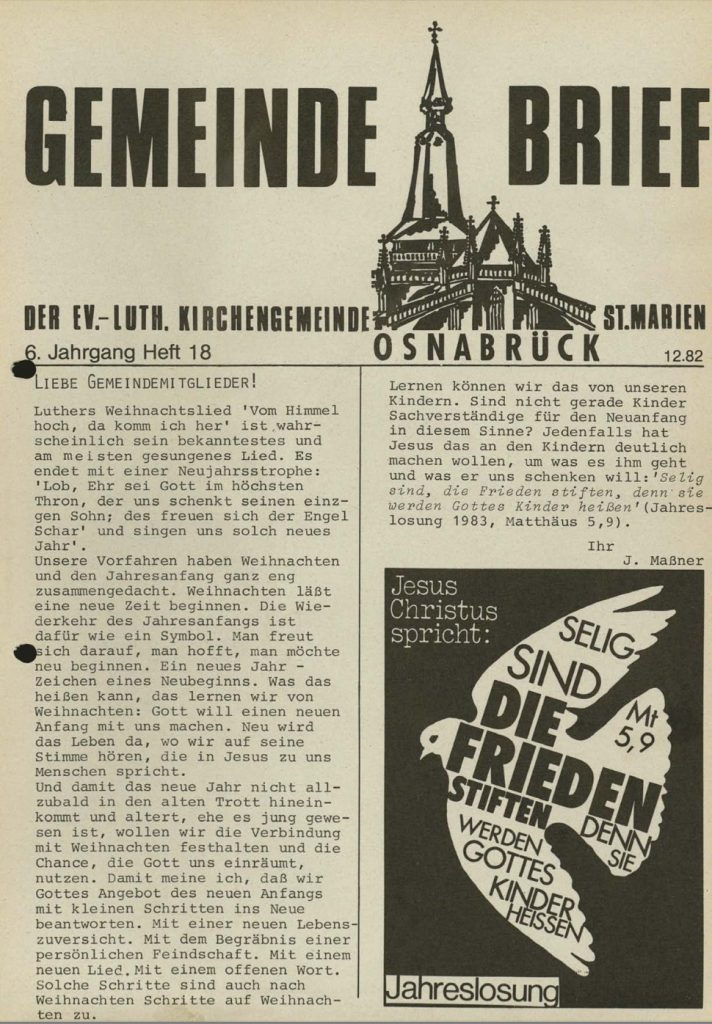 GEMEINDE BRIEF
DER EV.-LUTH. KIRCHENGEMEINDE ST.MARIEN
OSNABRÜCK
6. Jahrgang Heft 18
12.82
LIEBE GEMEINDEMITGLIEDER!
Luthers Weihnachtslied 'Vom Himmel
hoch, da komm ich her' ist wahr-
scheinlich sein bekanntestes und
am meisten gesungenes Lied. Es
endet mit einer Neujahrsstrophe:
'Lob, Ehr sei Gott im höchsten
Thron, der uns schenkt seinen einz-
gen Sohn; des freuen sich der Engel
Schar' und singen uns solch neues
Jahr'.
Unsere Vorfahren haben Weihnachten
und den Jahresanfang ganz eng
zusammengedacht. Weihnachten läßt
eine neue Zeit beginnen. Die Wie-
derkehr des Jahresanfangs ist
dafür wie ein Symbol. Man freut
sich darauf, man hofft, man möchte
neu beginnen. Ein neues Jahr -
Zeichen eines Neubeginns. Was das
heißen kann, das lernen wir von
Weihnachten: Gott will einen neuen
Anfang mit uns machen. Neu wird
das Leben da, wo wir auf seine
Stimme hören, die in Jesus zu uns
Menschen spricht.
Und damit das neue Jahr nicht all-
zubald in den alten Trott hinein-
kommt und altert, ehe es jung gewe-
sen ist, wollen wir die Verbindung
mit Weihnachten festhalten und die
Chance, die Gott uns einräumt,
nutzen. Damit meine ich, daß wir
Gottes Angebot des neuen Anfangs
mit kleinen Schritten ins Neue
beantworten. Mit einer neuen Lebens-
zuversicht. Mit dem Begräbnis einer
persönlichen Feindschaft. Mit einem
neuen Lied. Mit einem offenen Wort.
Solche Schritte sind auch nach
Weihnachten Schritte auf Weihnach-
ten zu.
Lernen können wir das von unseren
Kindern. Sind nicht gerade Kinder
Sachverständige für den Neuanfang
in diesem Sinne? Jedenfalls hat
Jesus das an den Kindern deutlich
machen wollen, um was es ihm geht
und was er uns schenken will:'Selig
sind, die Frieden stiften, denn sie
werden Gottes Kinder heißen'(Jahres-
losung 1983, Matthäus 5,9).
Ihr
J. Maßner
Jesus
Christus
spricht:
SELIG
SIND
DIE
FRIEDEN
STIFTEN
DENN
SIE
WERDEN
GOTTES
KINDER
HEISSEN
Mt
5,9
Jahreslosung